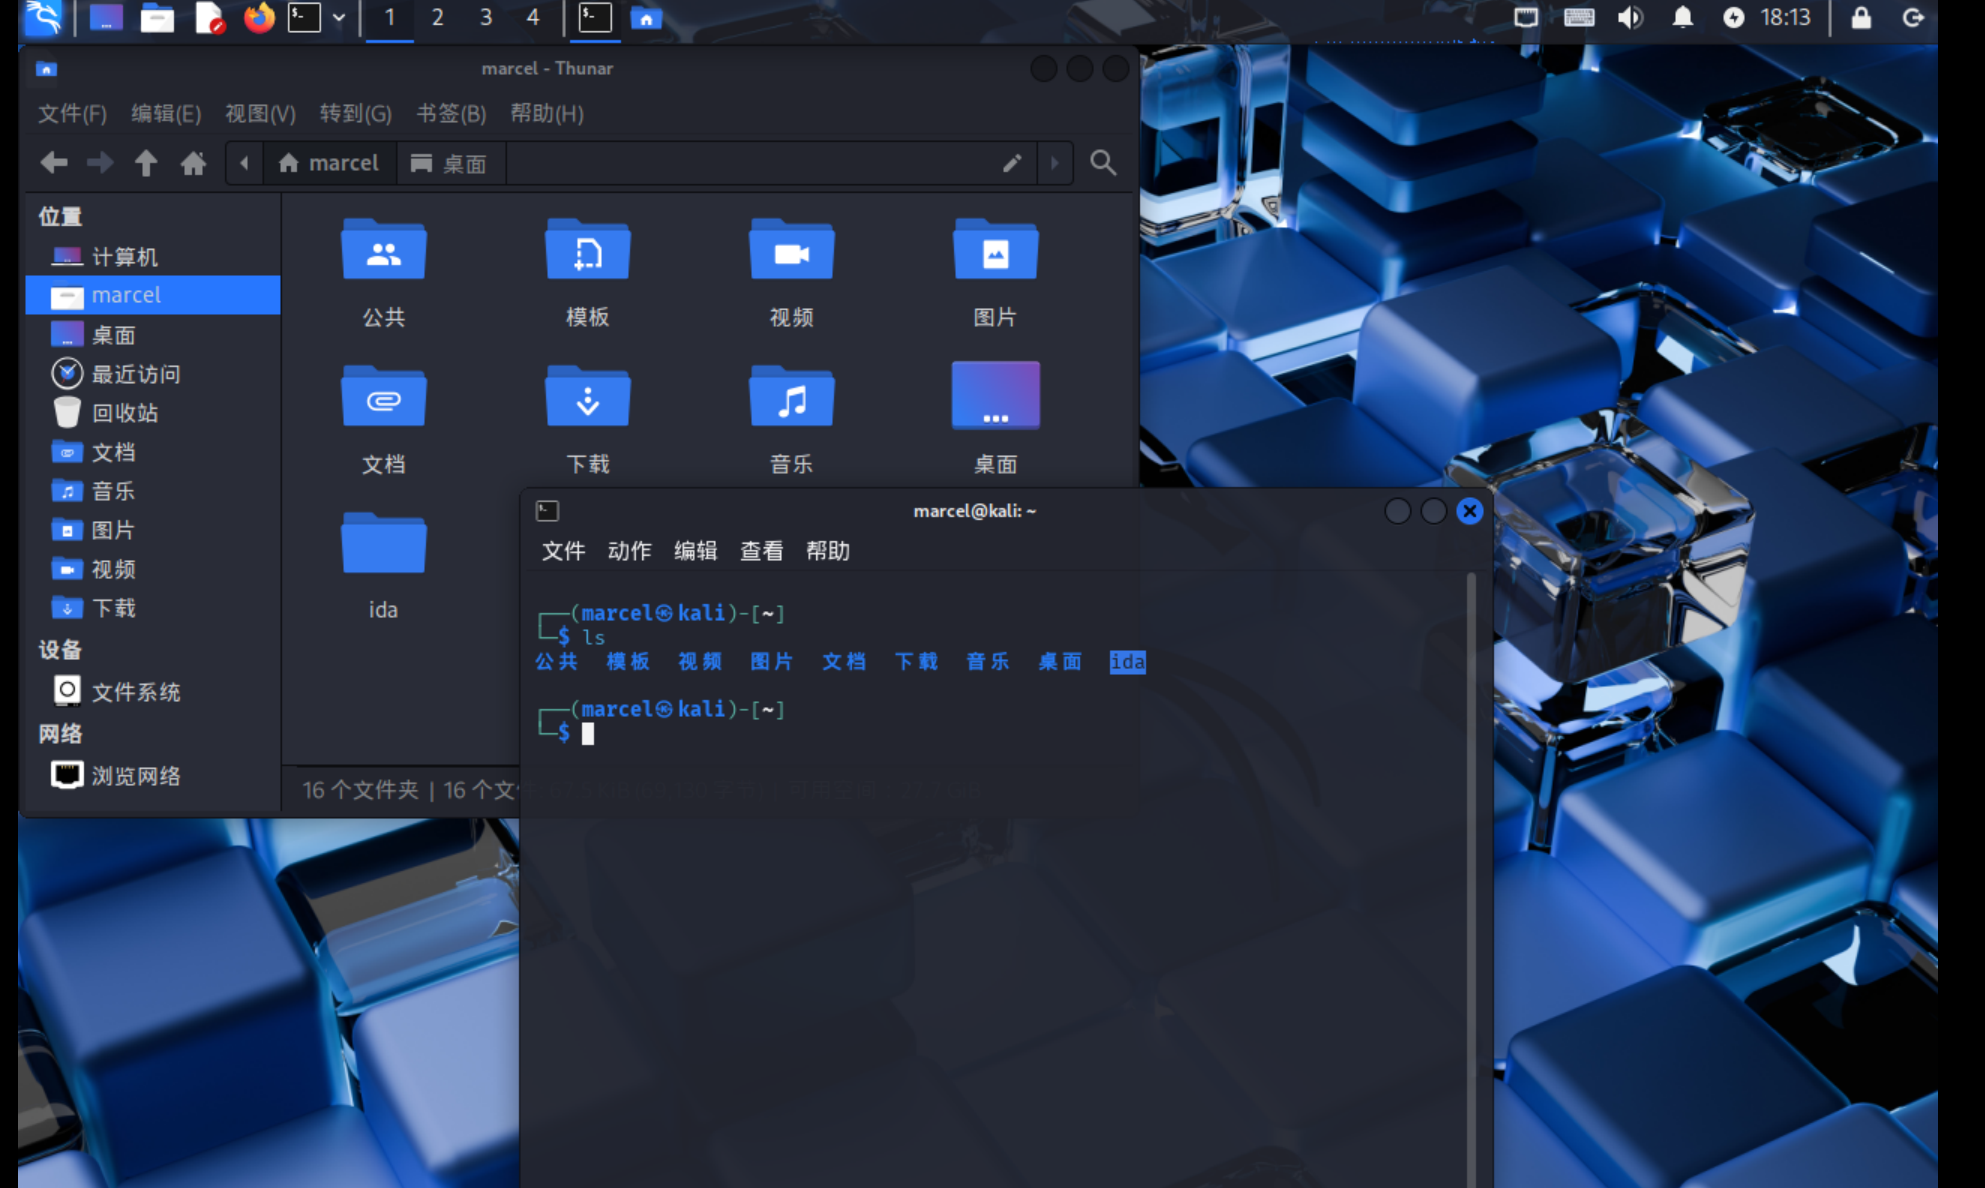 1 2 3 4 18:13
marcel - Thunar
文件(F) 编辑(E) 视图(V) 转到(G) 书签(B) 帮助(H)
marcel 桌面
位置
计算机
marcel
桌面
最近访问
回收站
文档
音乐
图片
视频
下载
设备
文件系统
网络
浏览网络
公共 模板 视频 图片
文档 下载 音乐 桌面
ida
16 个文件夹 | 16 个文
marcel@kali: ~
文件 动作 编辑 查看 帮助
┌──(marcel㉿kali)-[~]
└─$ ls
公共 模板 视频 图片 文档 下载 音乐 桌面 ida
┌──(marcel㉿kali)-[~]
└─$